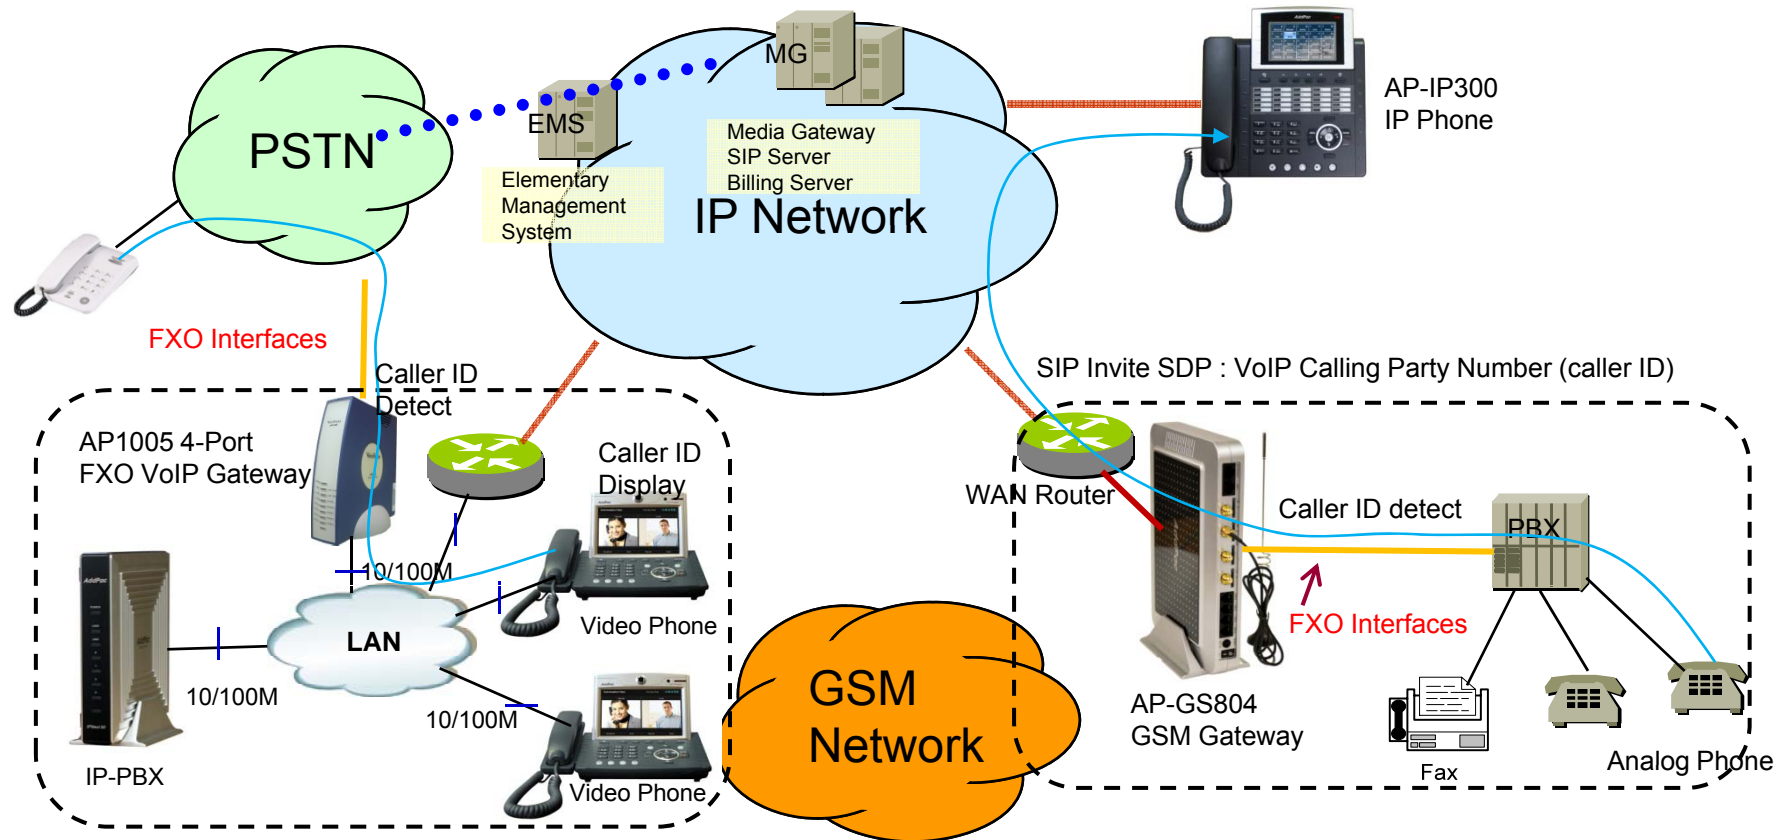 MG
EMS
PSTN
Media Gateway
SIP Server
Billing Server
Elementary
Management
System
IP Network
AddPac
AP-IP300
IP Phone
FXO Interfaces
Caller ID
Detect
AP1005 4-Port
FXO VoIP Gateway
Caller ID
Display
SIP Invite SDP : VoIP Calling Party Number (caller ID)
WAN Router
Caller ID detect
PBX
FXO Interfaces
10/100M
AddPac
LAN
Video Phone
10/100M
10/100M
IP-PBX
Video Phone
GSM
Network
AP-GS804
GSM Gateway
Fax
Analog Phone